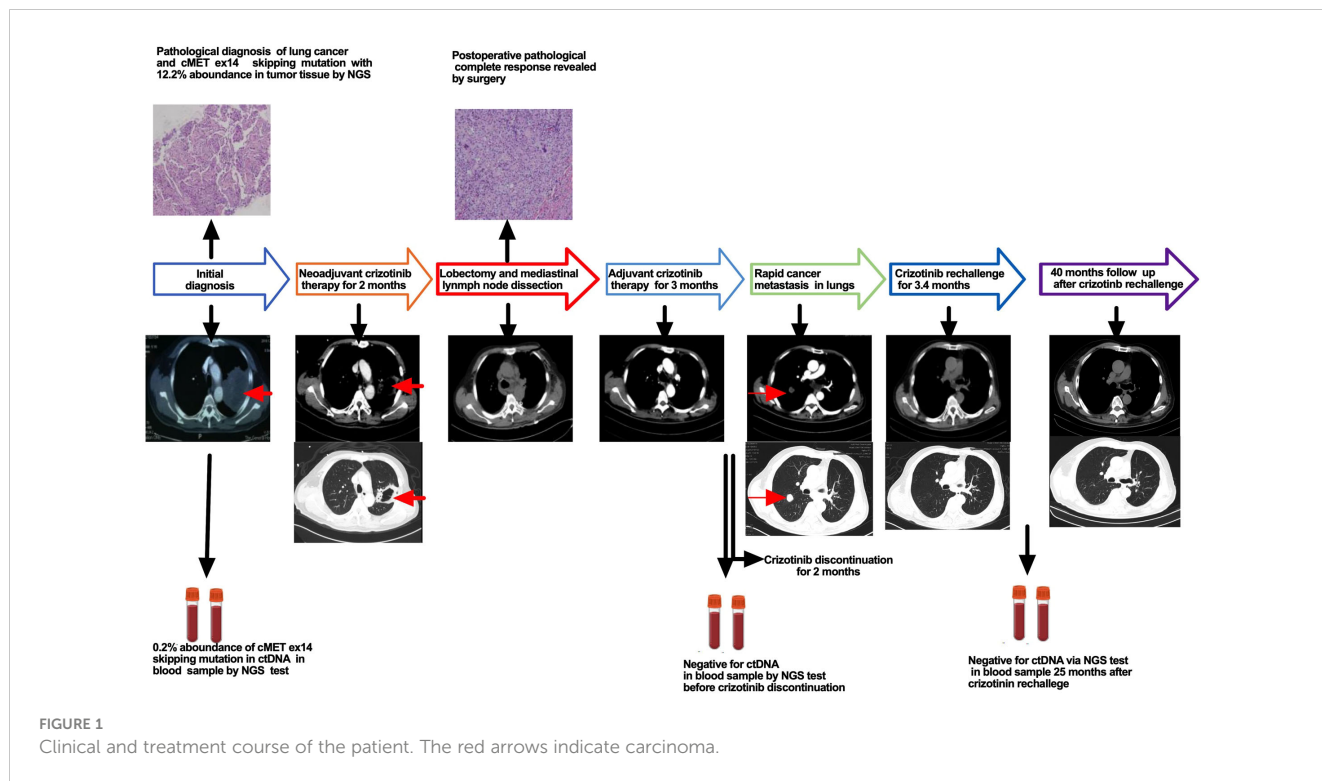 Pathological diagnosis of lung cancer
and cMET ex14 skipping mutation with
12.2% aboundance in tumor tissue by NGS
Postoperative pathological
complete response revealed
by surgery
Initial
diagnosis
Neoadjuvant crizotinib
therapy for 2 months
Lobectomy and mediastinal
lynmph node dissection
Adjuvant crizotinib
therapy for 3 months
Rapid cancer
metastasis in lungs
Crizotinib rechallenge
for 3.4 months
40 months follow up
after crizotinb rechallenge
Crizotinib discontinuation
for 2 months
0.2% aboundance of cMET ex14
skipping mutation in ctDNA in
blood sample by NGS test
Negative for ctDNA
in blood sample by NGS test
before crizotinib discontinuation
Negative for ctDNA via NGS test
in blood sample 25 months after
crizotinin rechallege
FIGURE 1
Clinical and treatment course of the patient. The red arrows indicate carcinoma.